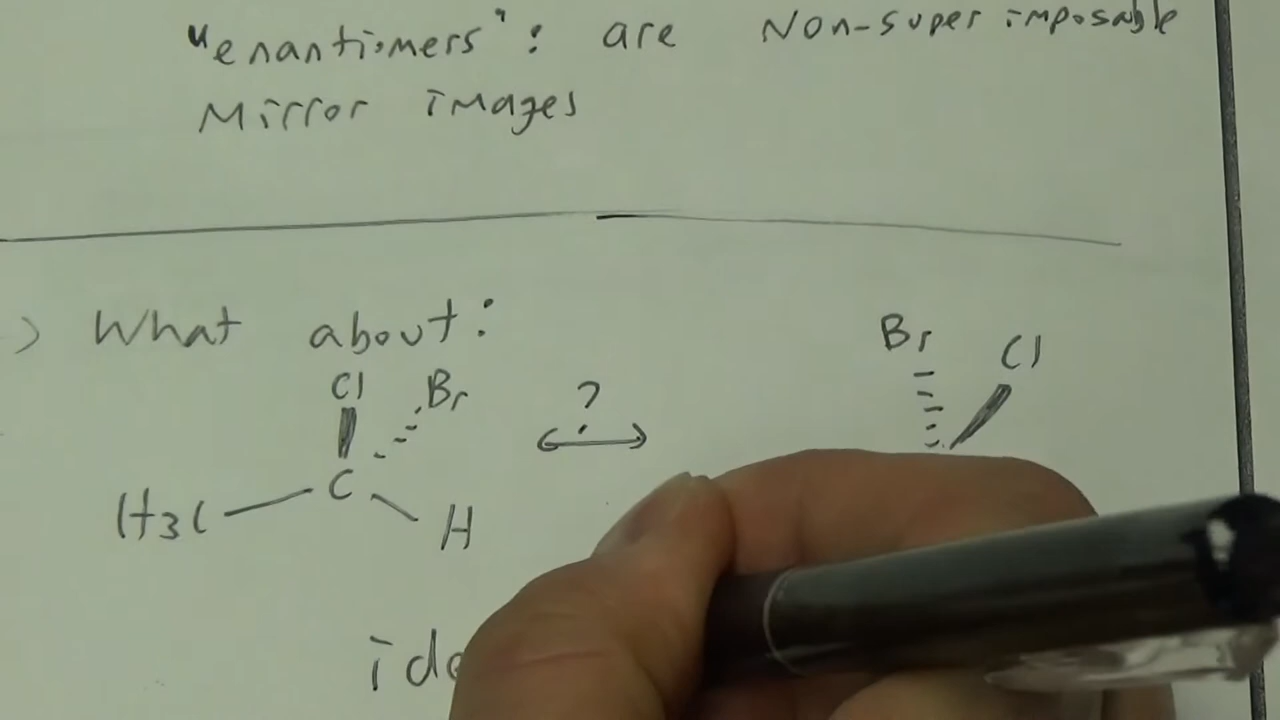 "enantiomers": are Non-superimposable
Mirror images
> What about:
Cl Br
?
Br Cl
C
H3C H